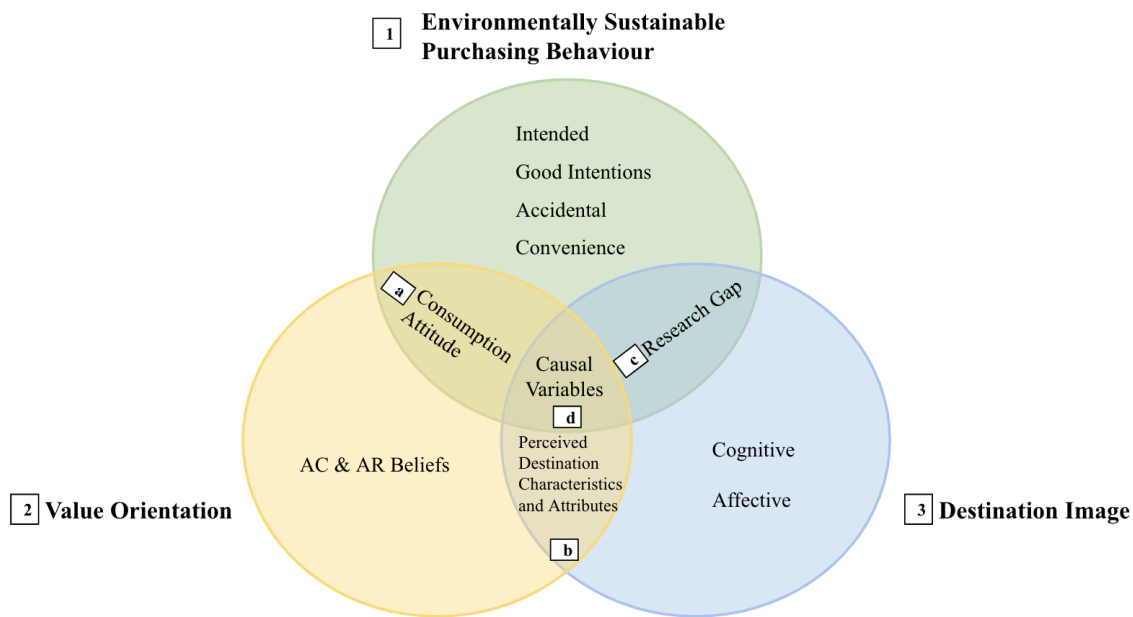 1
Environmentally Sustainable
Purchasing Behaviour
Intended
Good Intentions
Accidental
Convenience
a
Consumption
Attitude
c
Research Gap
Causal
Variables
d
Perceived
Destination
Characteristics
and Attributes
b
AC & AR Beliefs
Cognitive
Affective
2
Value Orientation
3
Destination Image